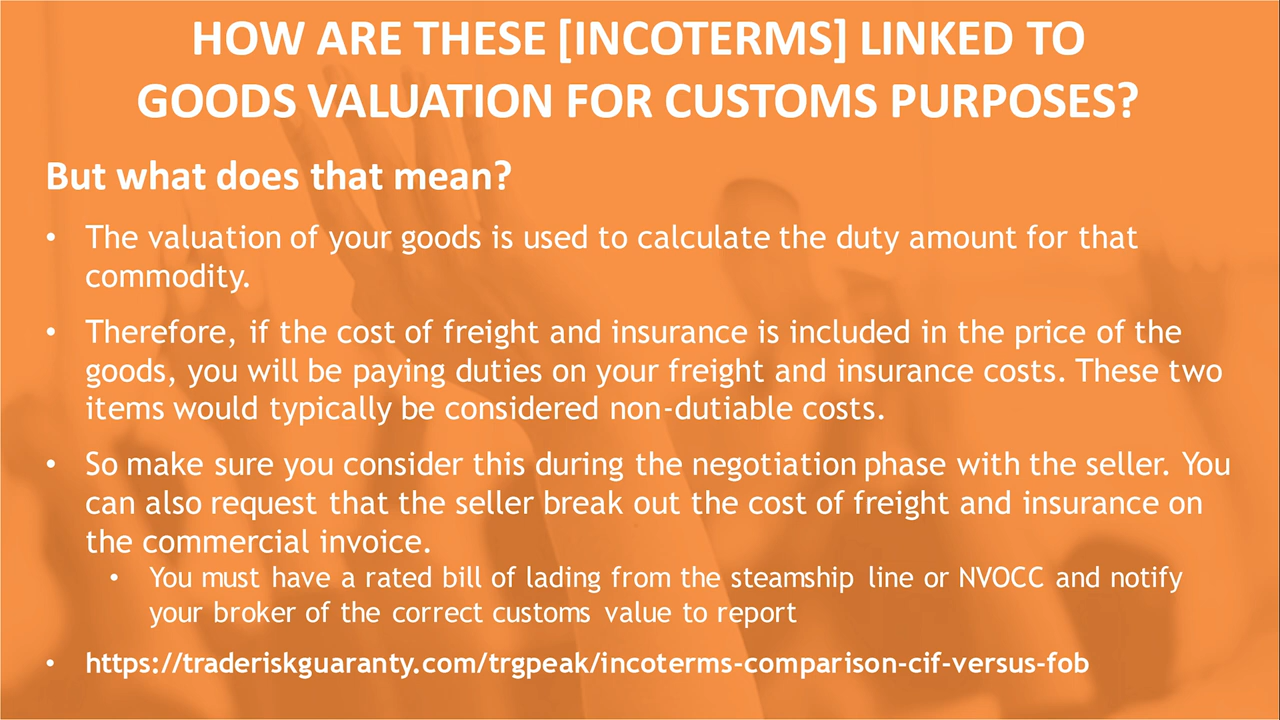 HOW ARE THESE [INCOTERMS] LINKED TO
GOODS VALUATION FOR CUSTOMS PURPOSES?
But what does that mean?
• The valuation of your goods is used to calculate the duty amount for that
commodity.
• Therefore, if the cost of freight and insurance is included in the price of the
goods, you will be paying duties on your freight and insurance costs. These two
items would typically be considered non-dutiable costs.
• So make sure you consider this during the negotiation phase with the seller. You
can also request that the seller break out the cost of freight and insurance on
the commercial invoice.
• You must have a rated bill of lading from the steamship line or NVOCC and notify
your broker of the correct customs value to report
• https://traderiskguaranty.com/trgpeak/incoterms-comparison-cif-versus-fob